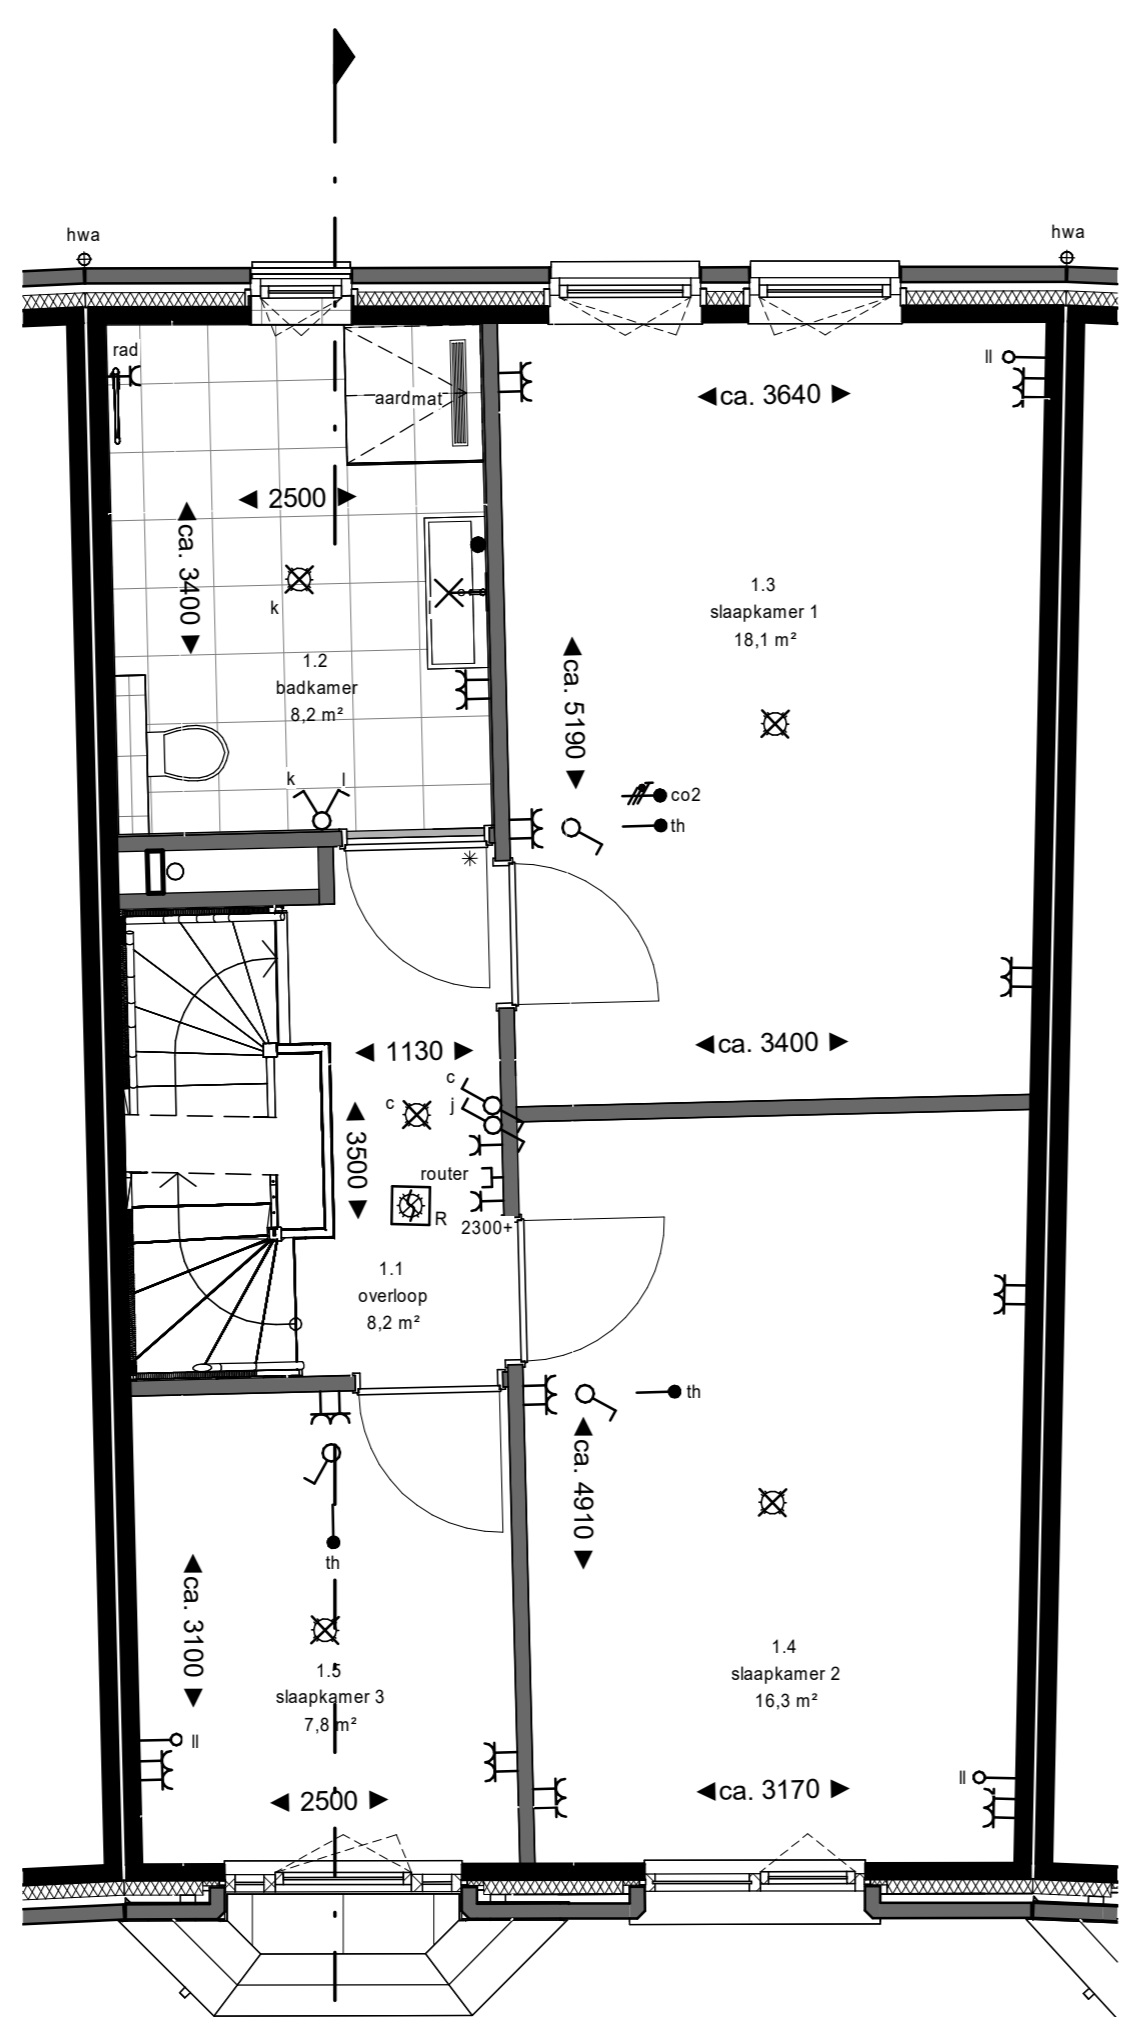 hwa
hwa
rad
aardmat
ll
ca. 3640
2500
ca. 3400
k
1.2
badkamer
8,2 m²
1.3
slaapkamer 1
18,1 m²
ca. 5190
k
l
co2
th
1130
ca. 3400
c
c
j
3500
router
R
2300+
1.1
overloop
8,2 m²
th
ca. 4910
th
ca. 3100
1.5
slaapkamer 3
7,8 m²
1.4
slaapkamer 2
16,3 m²
ll
ll
2500
ca. 3170